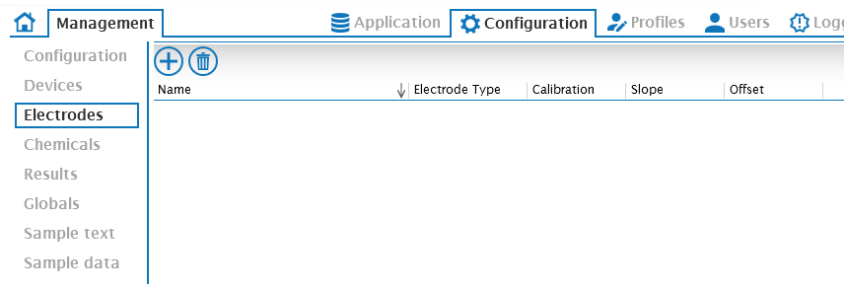 Management Application Configuration Profiles Users
Configuration
Devices
Name Electrode Type Calibration Slope Offset
Electrodes
Chemicals
Results
Globals
Sample text
Sample data